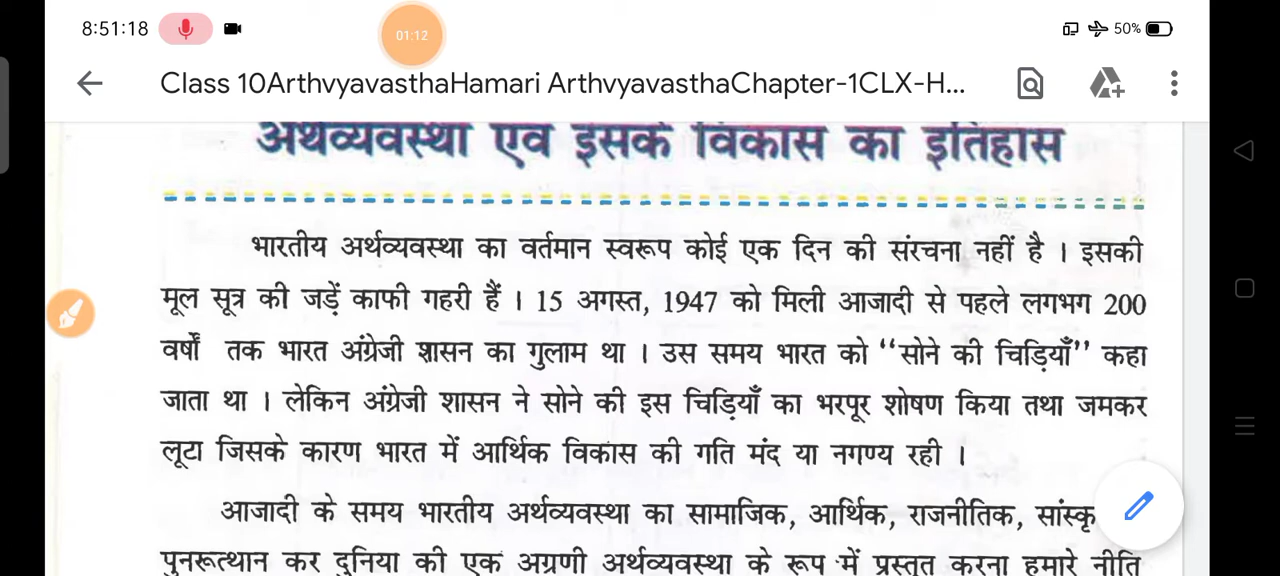 8:51:18
01:12
50%
Class 10ArthvyavasthaHamari ArthvyavasthaChapter-1CLX-H...
अर्थव्यवस्था एवं इसके विकास का इतिहास
भारतीय अर्थव्यवस्था का वर्तमान स्वरूप कोई एक दिन की संरचना नहीं है । इसकी
मूल सूत्र की जड़ें काफी गहरी हैं । 15 अगस्त, 1947 को मिली आजादी से पहले लगभग 200
वर्षों तक भारत अंग्रेजी शासन का गुलाम था । उस समय भारत को ‘‘सोने की चिड़ियाँ’’ कहा
जाता था । लेकिन अंग्रेजी शासन ने सोने की इस चिड़ियाँ का भरपूर शोषण किया तथा जमकर
लूटा जिसके कारण भारत में आर्थिक विकास की गति मंद या नगण्य रही ।
आजादी के समय भारतीय अर्थव्यवस्था का सामाजिक, आर्थिक, राजनीतिक,
पुनरूत्थान कर दुनिया की एक अग्रणी अर्थव्यवस्था के रूप में प्रस्तुत करना हमारे नीति